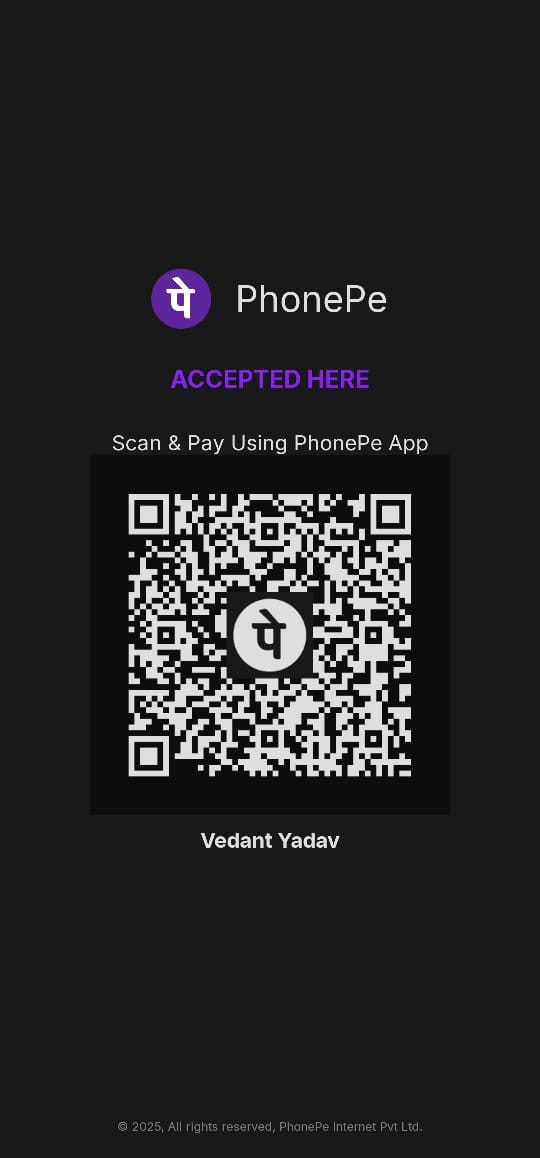 पे PhonePe
ACCEPTED HERE
Scan & Pay Using PhonePe App
पे
Vedant Yadav
© 2025, All rights reserved, PhonePe Internet Pvt Ltd.